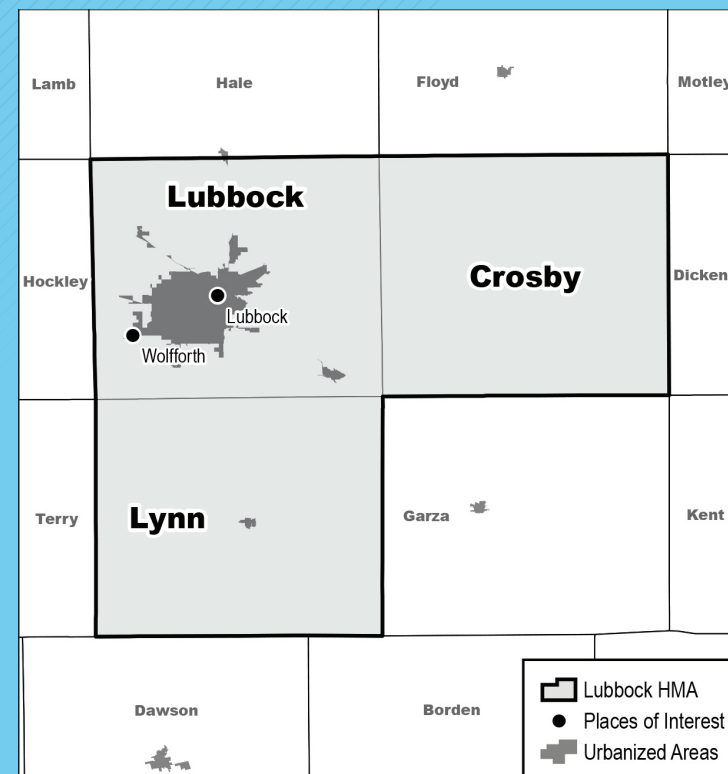 Lamb
Hale
Floyd
Motley
Lubbock
Hockley
Crosby
Dicken
Lubbock
Wolfforth
Terry
Lynn
Garza
Kent
Dawson
Borden
Lubbock HMA
Places of Interest
Urbanized Areas